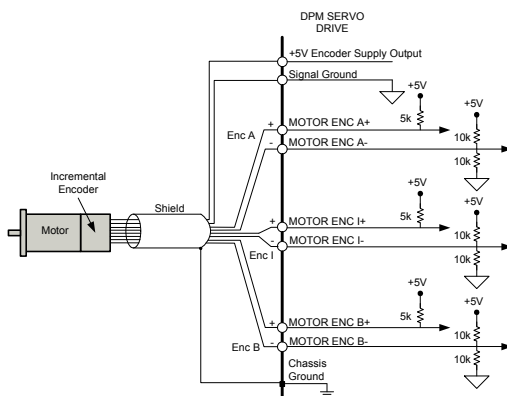 DPM SERVO
DRIVE
+5V Encoder Supply Output
Signal Ground
+5V
+5V
Enc A
+
MOTOR ENC A+
5k
-
MOTOR ENC A-
10k
10k
Incremental
Encoder
Shield
Motor
+5V
+5V
+
MOTOR ENC I+
5k
-
MOTOR ENC I-
10k
10k
Enc I
+5V
+5V
+
MOTOR ENC B+
5k
Enc B
-
MOTOR ENC B-
10k
10k
Chassis
Ground